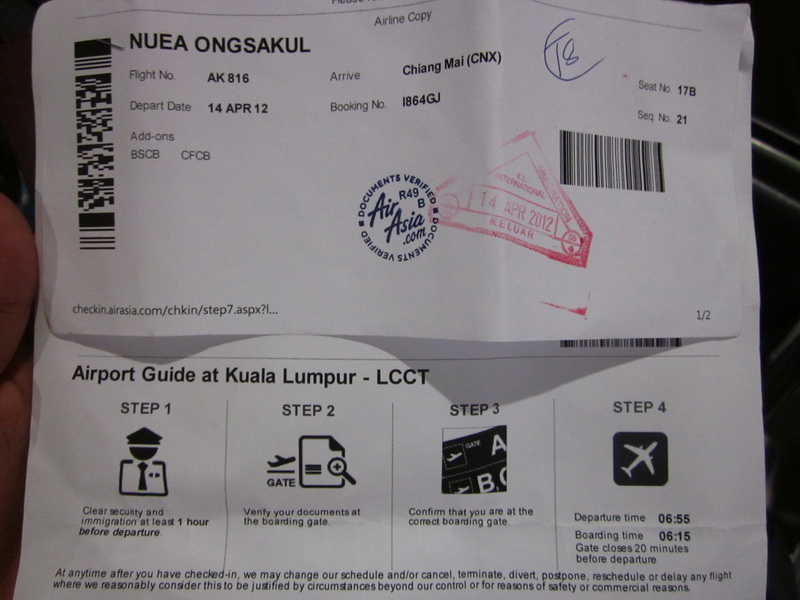 Airline Copy
NUEA ONGSAKUL
Flight No. AK 816 Arrive Chiang Mai (CNX)
Seat No. 17B
Depart Date 14 APR 12 Booking No. I864GJ
Seq. No. 21
Add-ons
BSCB CFCB
T8
DOCUMENTS VERIFIED
R49
B
Air
Asia
.com
DOCUMENTS VERIFIED
INTERNATIONAL
14 APR 2012
KELUAR
checkin.airasia.com/chkin/step7.aspx?l...
1/2
Airport Guide at Kuala Lumpur - LCCT
STEP 1
STEP 2
STEP 3
STEP 4
GATE
GATE A
B,C
Clear security and
immigration at least 1 hour
before departure.
Verify your documents at
the boarding gate.
Confirm that you are at the
correct boarding gate.
Departure time 06:55
Boarding time 06:15
Gate closes 20 minutes
before departure
At anytime after you have checked-in, we may change our schedule and/or cancel, terminate, divert, postpone, reschedule or delay any flight
where we reasonably consider this to be justified by circumstances beyond our control or for reasons of safety or commercial reasons.